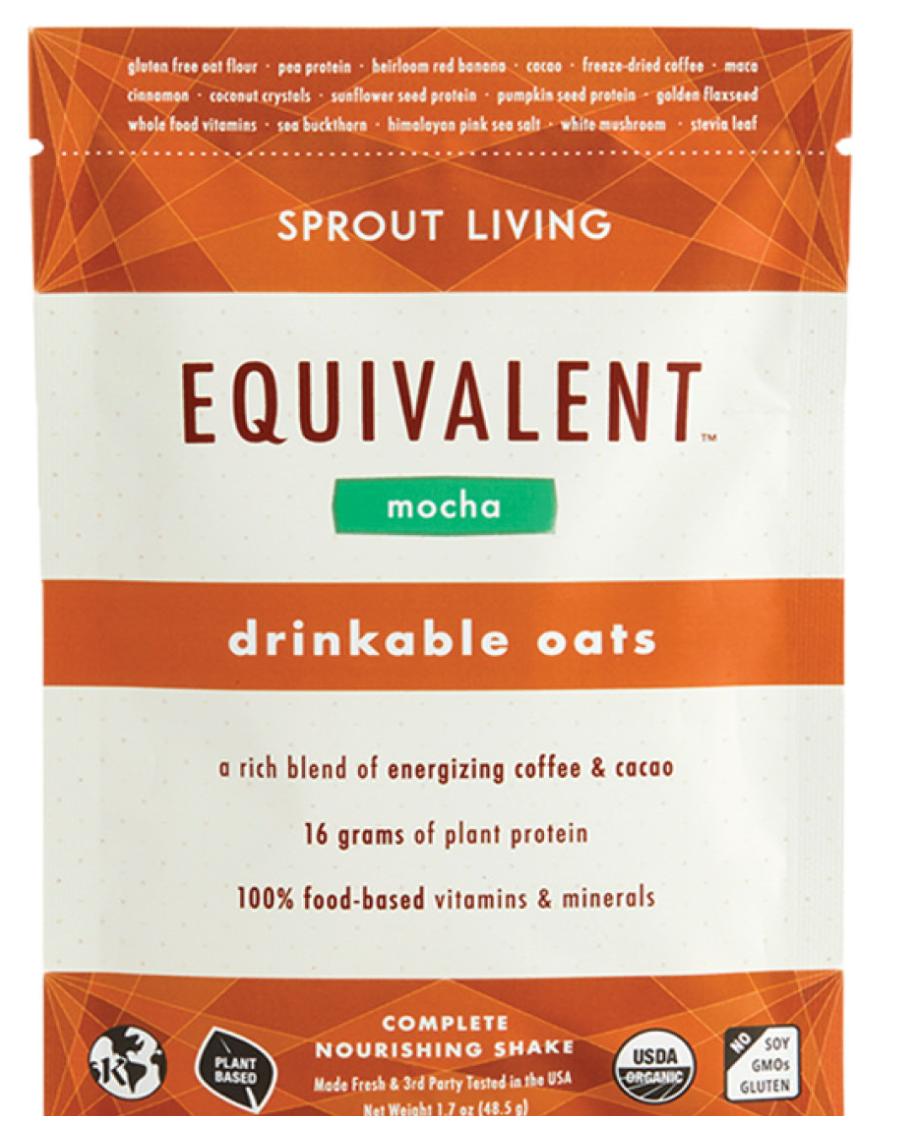 gluten free oat flour · pea protein · heirloom red banana · cacao · freeze-dried coffee · maca
cinnamon · coconut crystals · sunflower seed protein · pumpkin seed protein · golden flaxseed
whole food vitamins · sea buckthorn · himalayan pink sea salt · white mushroom · stevia leaf
SPROUT LIVING
EQUIVALENT™
mocha
drinkable oats
a rich blend of energizing coffee & cacao
16 grams of plant protein
100% food-based vitamins & minerals
COMPLETE
NOURISHING SHAKE
Made Fresh & 3rd Party Tested in the USA
Net Weight 1.7 oz (48.5 g)
K
PLANT
BASED
USDA
ORGANIC
NO
SOY
GMOs
GLUTEN